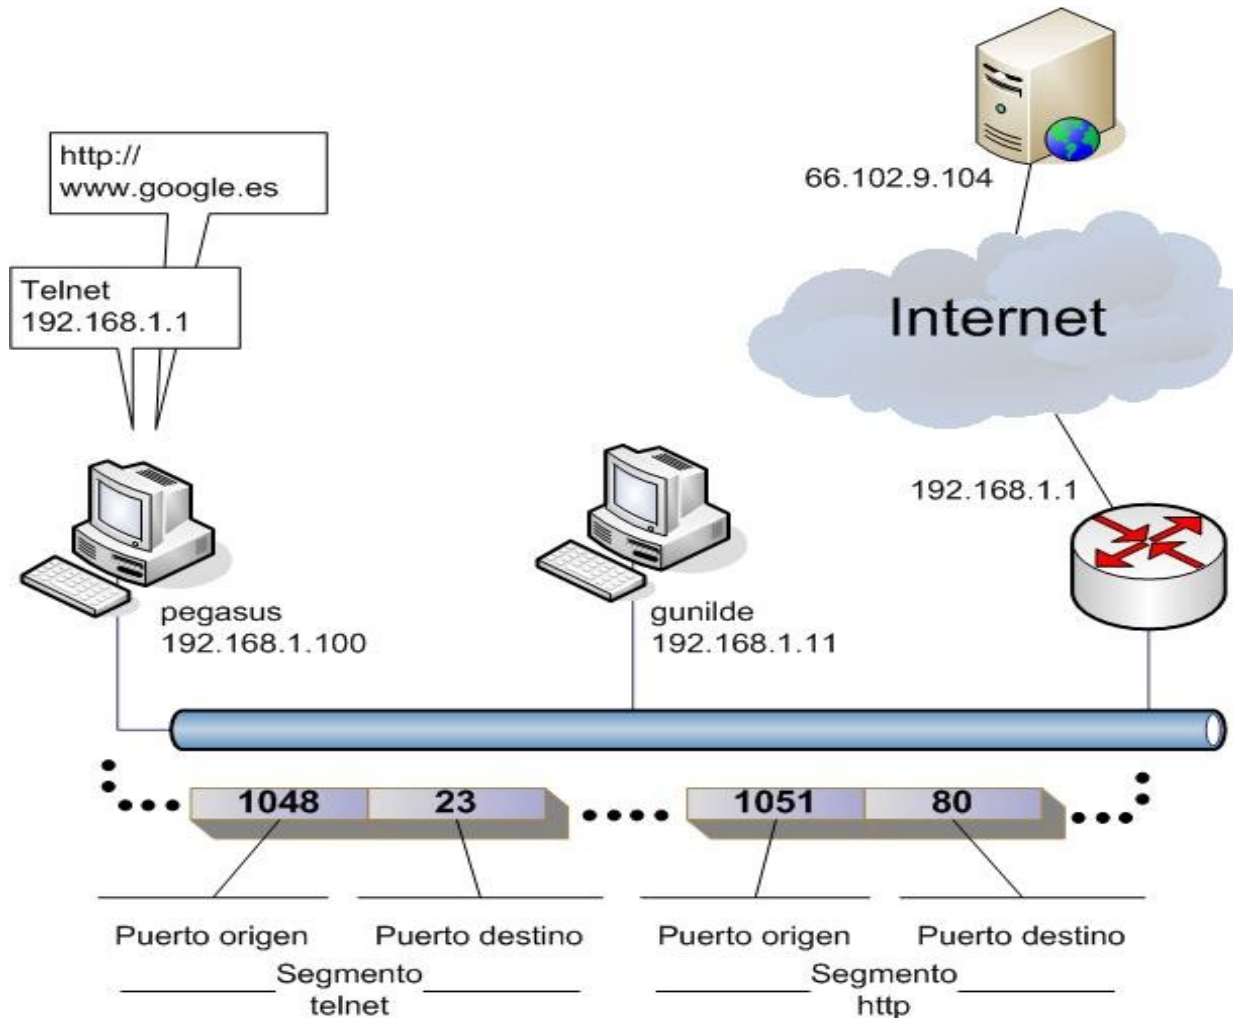 http://
www.google.es
66.102.9.104
Telnet
192.168.1.1
Internet
192.168.1.1
pegasus
192.168.1.100
gunilde
192.168.1.11
1048 23 1051 80
Puerto origen Puerto destino Puerto origen Puerto destino
Segmento
telnet
Segmento
http